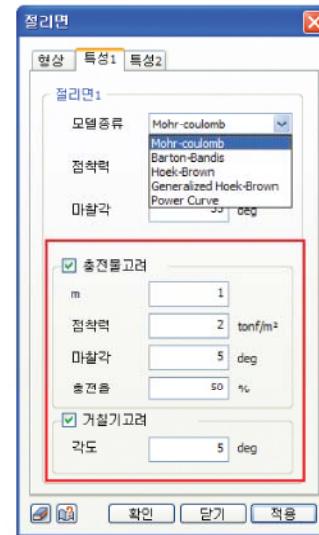 절리면
형상 특성1 특성2
절리면1
모델종류 Mohr-coulomb
Mohr-coulomb
Barton-Bandis
점착력
Hoek-Brown
Generalized Hoek-Brown
Power Curve
마찰각 deg
충전물고려
m 1
점착력 2 tonf/m²
마찰각 5 deg
충전율 50 %
거칠기고려
각도 5 deg
확인 닫기 적용